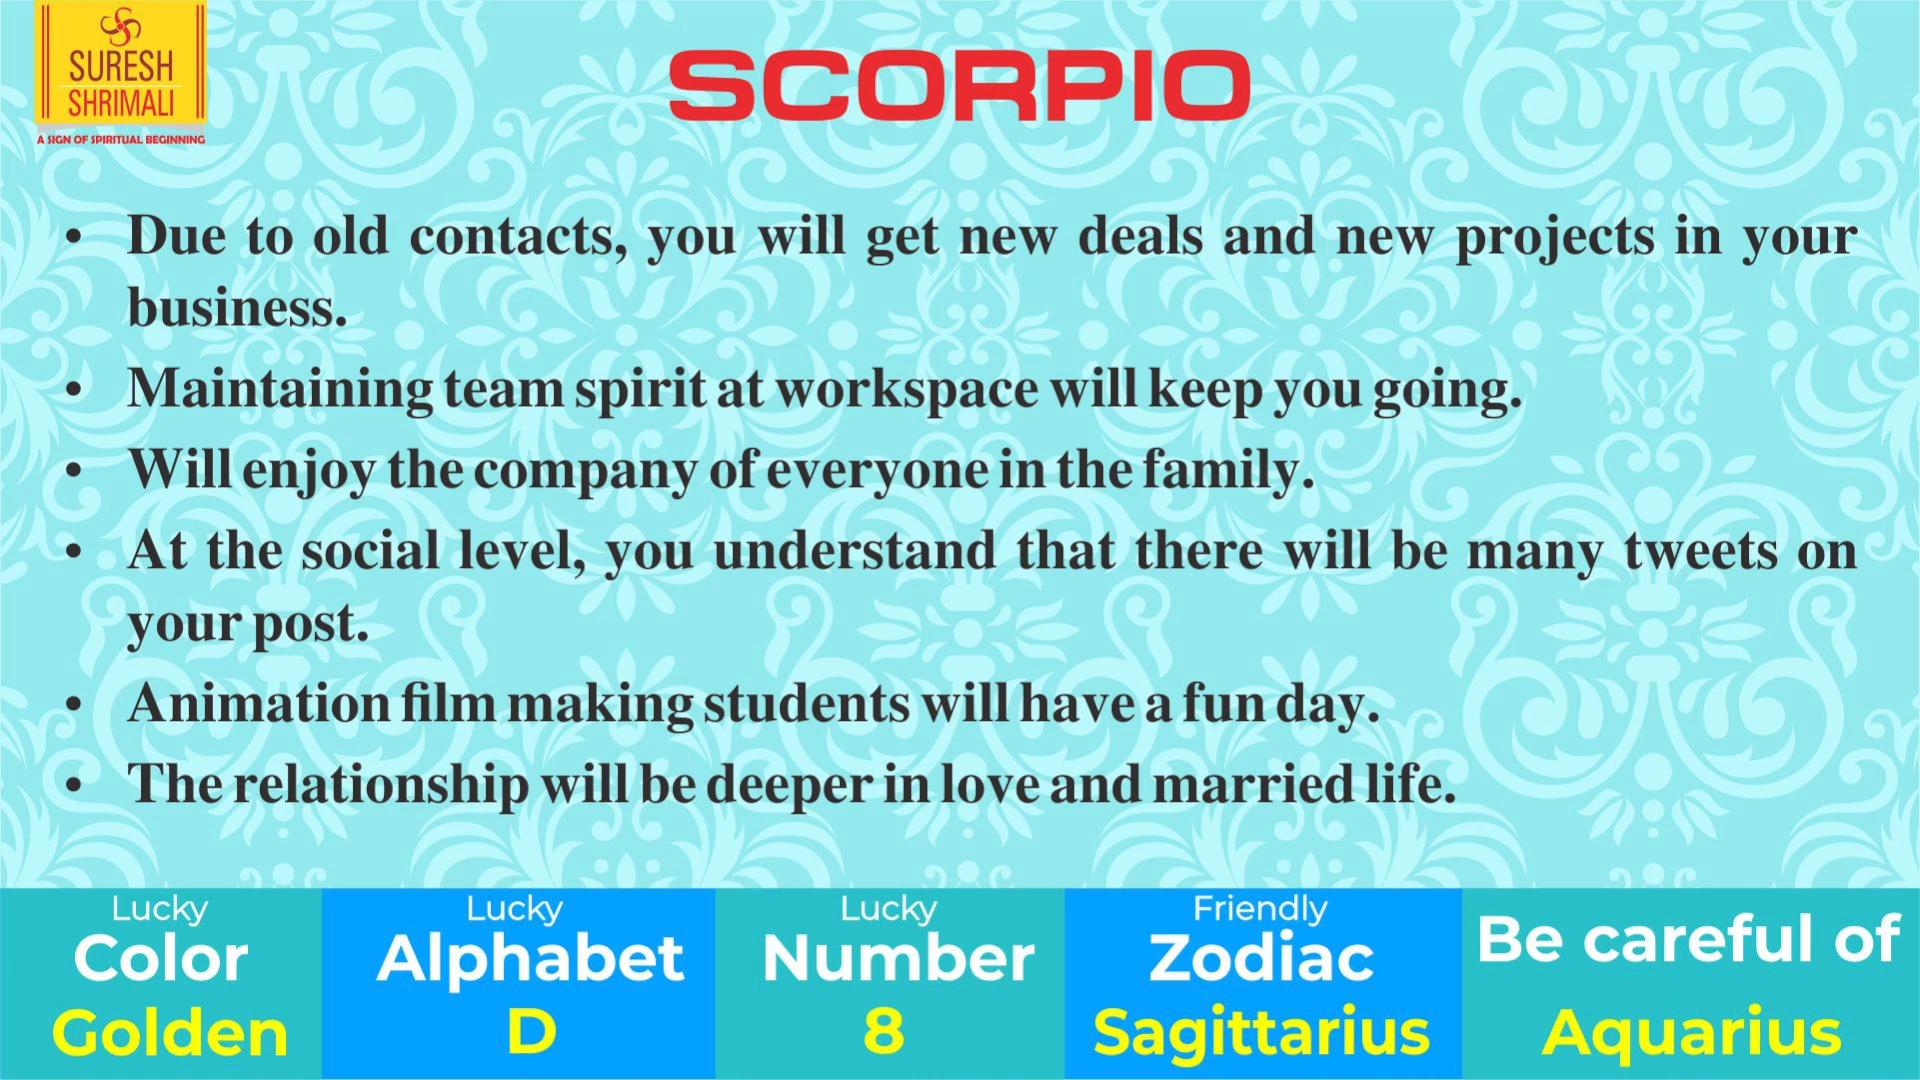 SURESH
SHRIMALI
A SIGN OF SPIRITUAL BEGINNING
SCORPIO
• Due to old contacts, you will get new deals and new projects in your
business.
• Maintaining team spirit at workspace will keep you going.
• Will enjoy the company of everyone in the family.
• At the social level, you understand that there will be many tweets on
your post.
• Animation film making students will have a fun day.
• The relationship will be deeper in love and married life.
Lucky
Color
Golden
Lucky
Alphabet
D
Lucky
Number
8
Friendly
Zodiac
Sagittarius
Be careful of
Aquarius